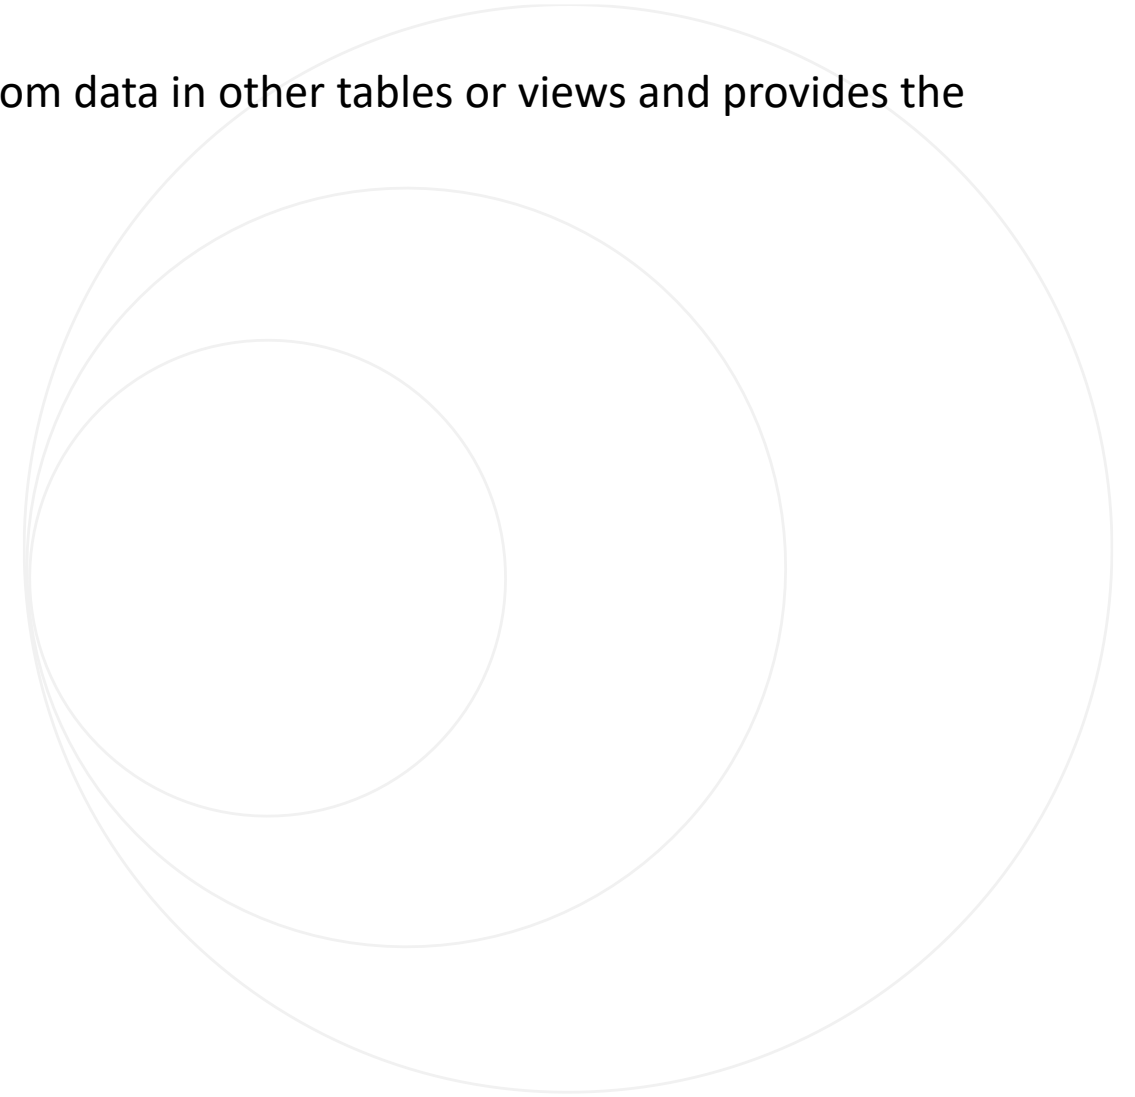 om data in other tables or views and provides the